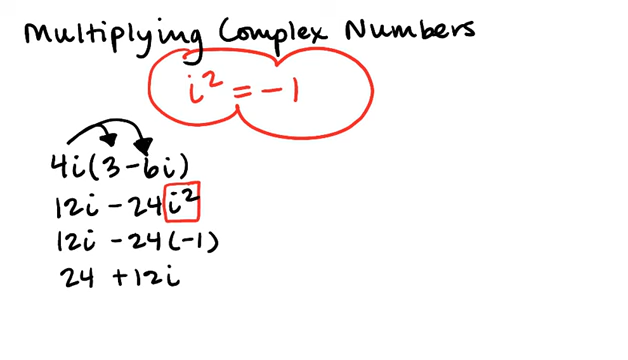 Multiplying Complex Numbers
i² = -1
4i(3 - 6i)
12i - 24i²
12i - 24(-1)
24 + 12i